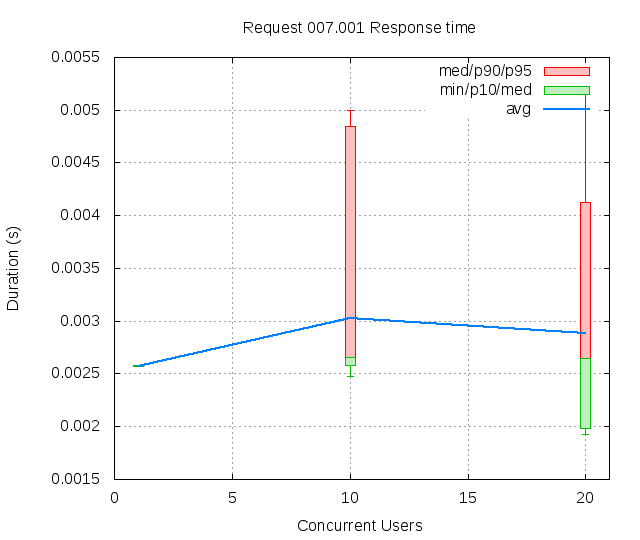 Request 007.001 Response time
0.0055
0.005
0.0045
0.004
0.0035
0.003
0.0025
0.002
0.0015
0 5 10 15 20
Duration (s)
Concurrent Users
med/p90/p95
min/p10/med
avg